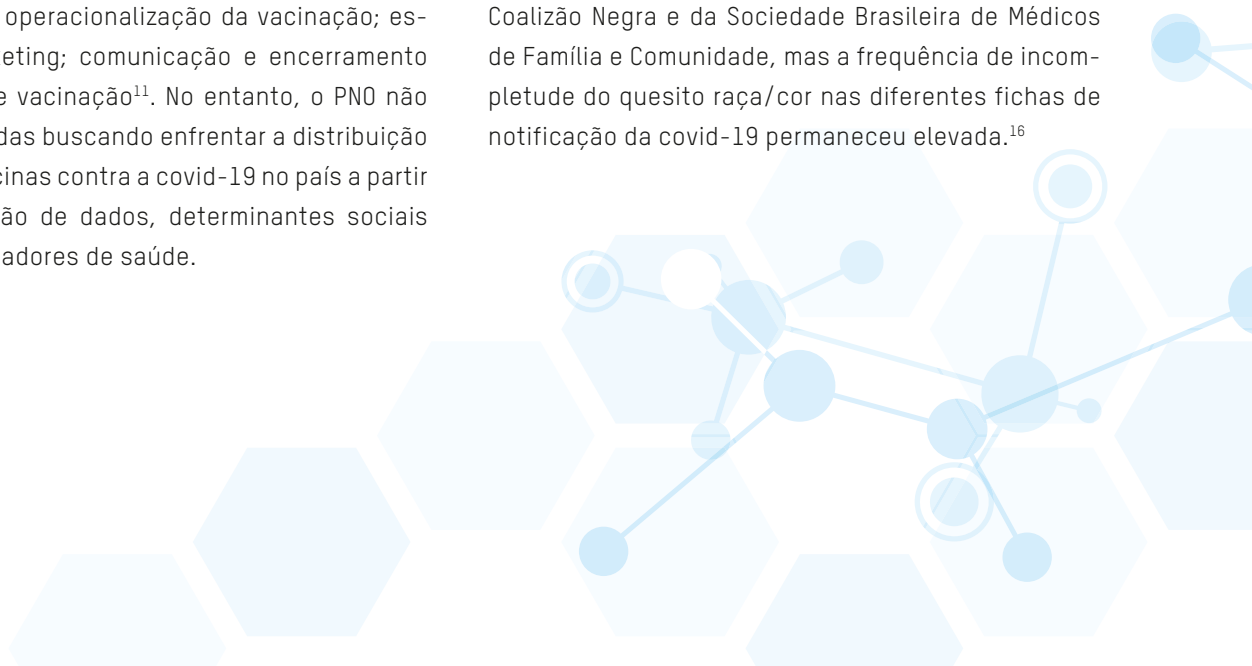 operacionalização da vacinação; es-
eting; comunicação e encerramento
e vacinação¹¹. No entanto, o PNO não
das buscando enfrentar a distribuição
cinas contra a covid-19 no país a partir
ão de dados, determinantes sociais
adores de saúde.
Coalizão Negra e da Sociedade Brasileira de Médicos
de Família e Comunidade, mas a frequência de incom-
pletude do quesito raça/cor nas diferentes fichas de
notificação da covid-19 permaneceu elevada.¹⁶